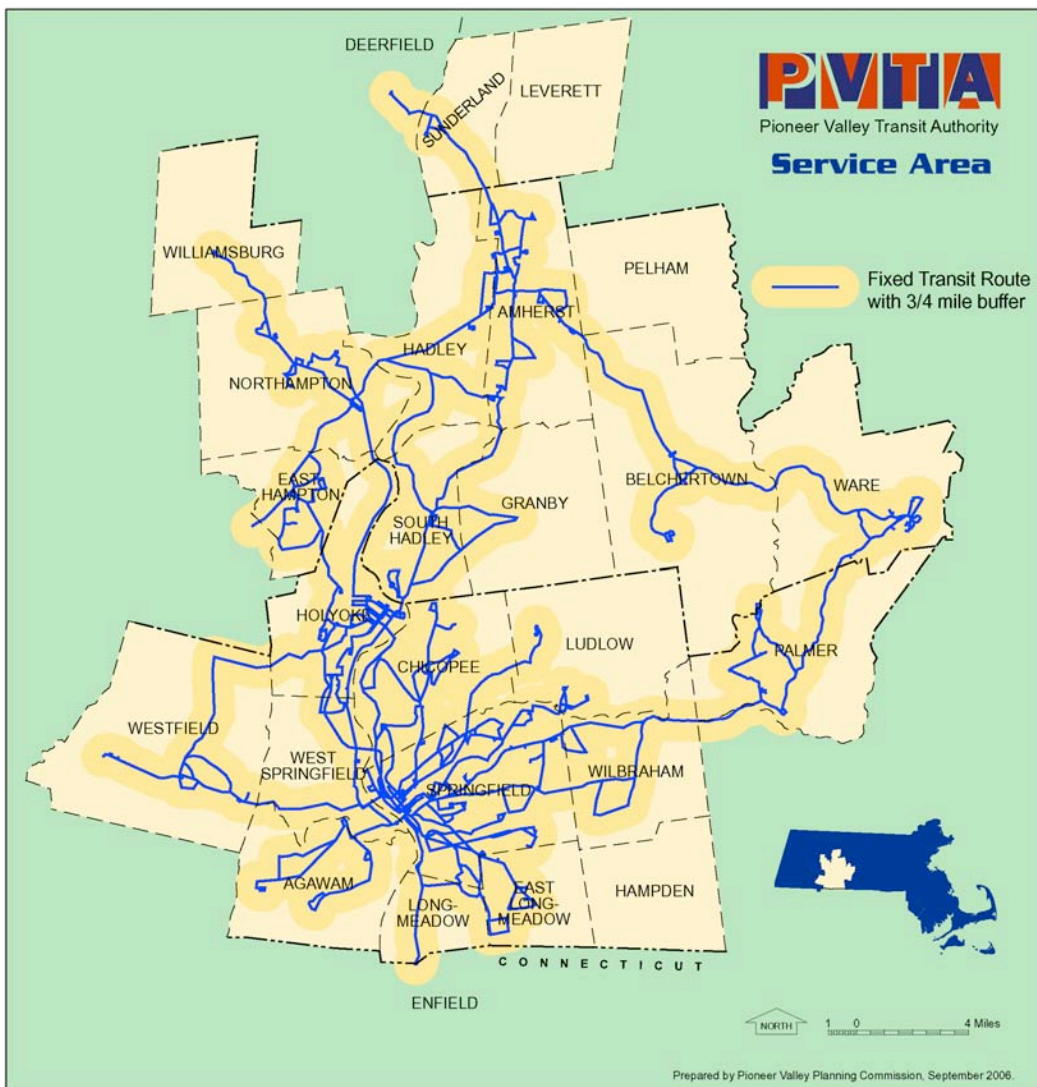 DEERFIELD
SUNDERLAND
LEVERETT
PVTA
Pioneer Valley Transit Authority
Service Area
WILLIAMSBURG
PELHAM
Fixed Transit Route
with 3/4 mile buffer
AMHERST
HADLEY
NORTHAMPTON
EAST
HAMPTON
SOUTH
HADLEY
GRANBY
BELCHERTOWN
WARE
HOLYOKE
CHICOPEE
LUDLOW
PALMER
WESTFIELD
WEST
SPRINGFIELD
SPRINGFIELD
WILBRAHAM
AGAWAM
LONG-
MEADOW
EAST
LONG-
MEADOW
HAMPDEN
CONNECTICUT
ENFIELD
NORTH
1 0 4 Miles
Prepared by Pioneer Valley Planning Commission, September 2006.